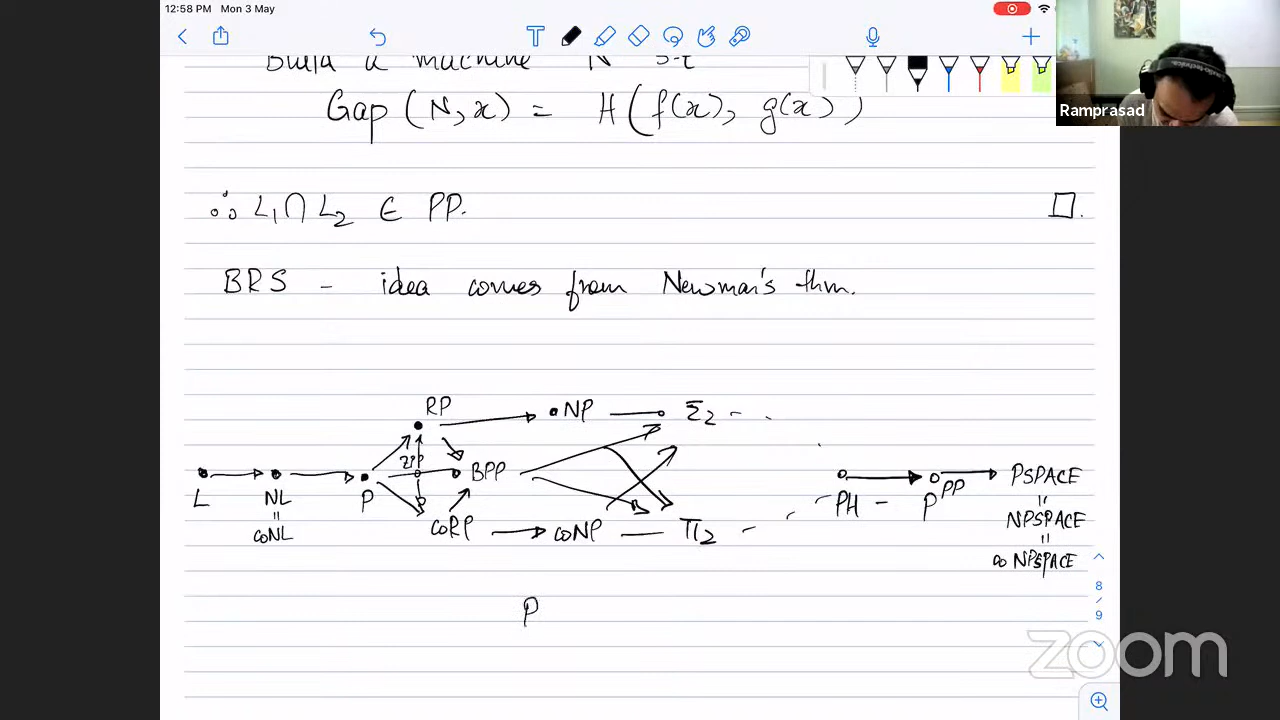 12:58 PM Mon 3 May
Build a machine N s.t
Gap (N, x) = H (f(x), g(x))
Ramprasad
∴ L₁ ∩ L₂ ∈ PP.
BRS - idea comes from Newman's thm.
RP
NP
Σ₂ - - .
ZPP
BPP
L
NL
P
PH -
P^PP
PSPACE
=
=
coNL
coRP
coNP
Π₂
NPSPACE
=
coNPSPACE
8
/
9
P
zoom